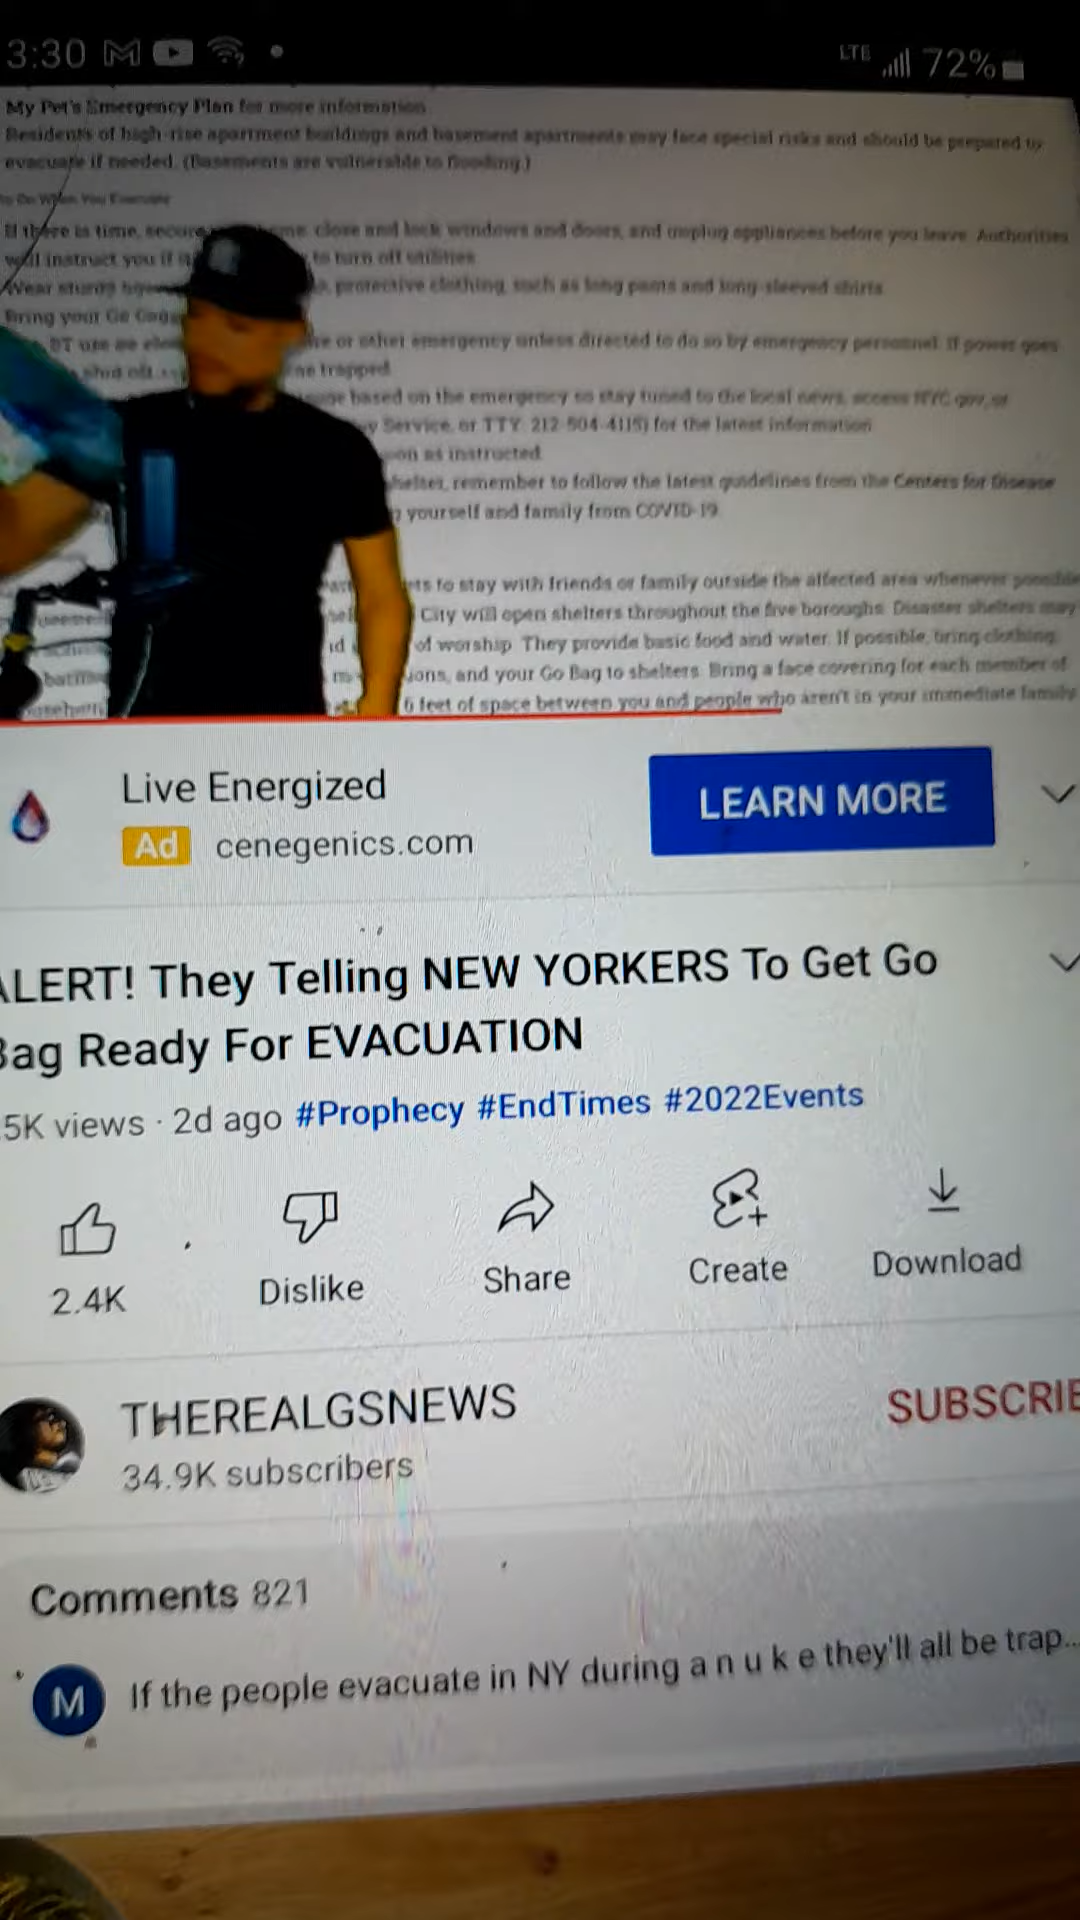 3:30
LTE 72%
My Pet's Emergency Plan for more information
Residents of high-rise apartment buildings and basement apartments may face special risks and should be prepared to
evacuate if needed. (Basements are vulnerable to flooding.)
to Do When You Evacuate
If there is time, secure me: close and lock windows and doors, and unplug appliances before you leave. Authorities
will instruct you if to turn off utilities.
Wear sturdy protective clothing, such as long pants and long-sleeved shirts.
Bring your Go Bag
or other emergency unless directed to do so by emergency personnel. If power goes
trapped.
based on the emergency so stay tuned to the local news, access NYC.gov, or
Service, or TTY: 212-504-4115) for the latest information.
as instructed.
shelter, remember to follow the latest guidelines from the Centers for Disease
yourself and family from COVID-19.
to stay with friends or family outside the affected area whenever possible
City will open shelters throughout the five boroughs. Disaster shelters may
of worship. They provide basic food and water. If possible, bring clothing,
and your Go Bag to shelters. Bring a face covering for each member of
6 feet of space between you and people who aren't in your immediate family
Live Energized
Ad cenegenics.com
LEARN MORE
ALERT! They Telling NEW YORKERS To Get Go
Bag Ready For EVACUATION
5K views · 2d ago #Prophecy #EndTimes #2022Events
2.4K
Dislike
Share
Create
Download
THEREALGSNEWS
34.9K subscribers
SUBSCRIBE
Comments 821
M
If the people evacuate in NY during a n u k e they'll all be trap...